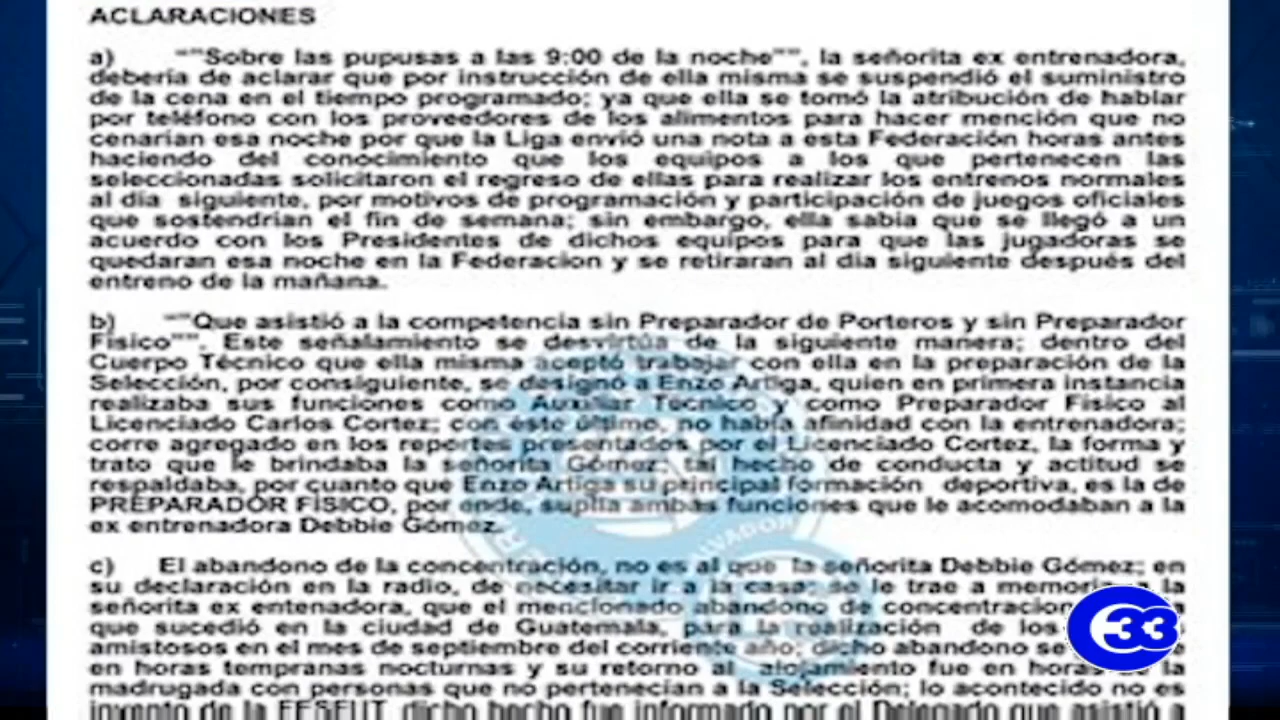 ACLARACIONES
a) ""Sobre las pupusas a las 9:00 de la noche"", la señorita ex entrenadora,
debería de aclarar que por instrucción de ella misma se suspendió el suministro
de la cena en el tiempo programado; ya que ella se tomó la atribución de hablar
por teléfono con los proveedores de los alimentos para hacer mención que no
cenarían esa noche por que la Liga envió una nota a esta Federación horas antes
haciendo del conocimiento que los equipos a los que pertenecen las
seleccionadas solicitaron el regreso de ellas para realizar los entrenos normales
al día siguiente, por motivos de programación y participación de juegos oficiales
que sostendrían el fin de semana; sin embargo, ella sabía que se llegó a un
acuerdo con los Presidentes de dichos equipos para que las jugadoras se
quedaran esa noche en la Federacion y se retiraran al día siguiente después del
entreno de la mañana.
b) ""Que asistió a la competencia sin Preparador de Porteros y sin Preparador
Físico"". Este señalamiento se desvirtúa de la siguiente manera; dentro del
Cuerpo Técnico que ella misma aceptó trabajar con ella en la preparación de la
Selección, por consiguiente, se designó a Enzo Artiga, quien en primera instancia
realizaba sus funciones como Auxiliar Técnico y como Preparador Físico al
Licenciado Carlos Cortez; con éste último, no había afinidad con la entrenadora;
corre agregado en los reportes presentados por el Licenciado Cortez, la forma y
trato que le brindaba la señorita Gómez; tal hecho de conducta y actitud se
respaldaba, por cuanto que Enzo Artiga su principal formación deportiva, es la de
PREPARADOR FÍSICO, por ende, suplía ambas funciones que le acomodaban a la
ex entrenadora Debbie Gómez.
c) El abandono de la concentración, no es al que la señorita Debbie Gómez; en
su declaración en la radio, de necesitar ir a la casa; se le trae a memoria a la
señorita ex entenadora, que el mencionado abandono de concentracion
que sucedió en la ciudad de Guatemala, para la realización de los
amistosos en el mes de septiembre del corriente año; dicho abandono se
en horas tempranas nocturnas y su retorno al alojamiento fue en horas la
madrugada con personas que no pertenecían a la Selección; lo acontecido no es
invento de la FESFUT, dicho hecho fue informado por el Delegado que asistió a
SALVADOR
33